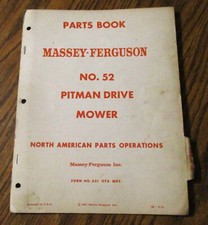 PARTS BOOK
MASSEY-FERGUSON
NO. 52
PITMAN DRIVE
MOWER
NORTH AMERICAN PARTS OPERATIONS
Massey-Ferguson Inc.